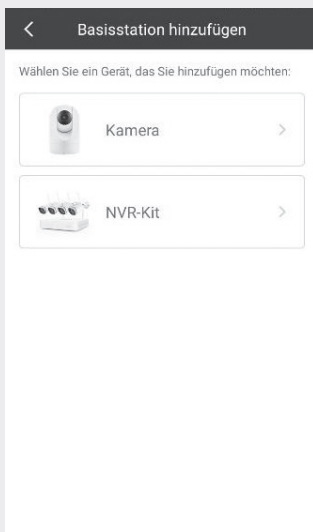 Basisstation hinzufügen
Wählen Sie ein Gerät, das Sie hinzufügen möchten:
Kamera
NVR-Kit